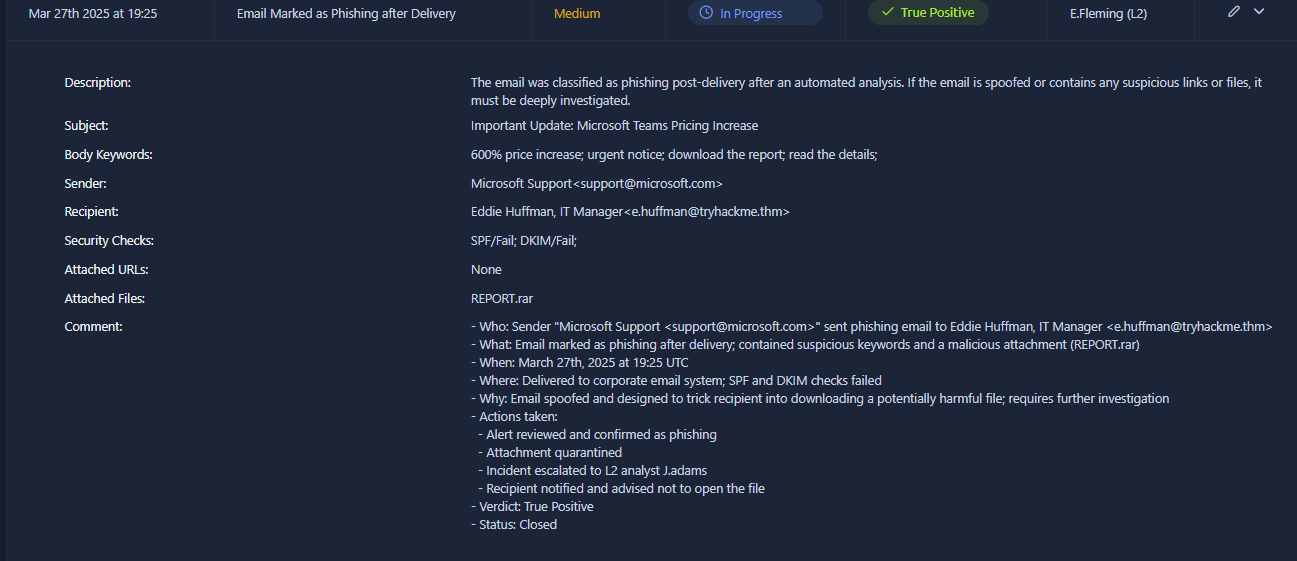 Mar 27th 2025 at 19:25 Email Marked as Phishing after Delivery Medium In Progress True Positive E.Fleming (L2)
Description: The email was classified as phishing post-delivery after an automated analysis. If the email is spoofed or contains any suspicious links or files, it
must be deeply investigated.
Subject: Important Update: Microsoft Teams Pricing Increase
Body Keywords: 600% price increase; urgent notice; download the report; read the details;
Sender: Microsoft Support<support@microsoft.com>
Recipient: Eddie Huffman, IT Manager<e.huffman@tryhackme.thm>
Security Checks: SPF/Fail; DKIM/Fail;
Attached URLs: None
Attached Files: REPORT.rar
Comment: - Who: Sender "Microsoft Support <support@microsoft.com>" sent phishing email to Eddie Huffman, IT Manager <e.huffman@tryhackme.thm>
- What: Email marked as phishing after delivery; contained suspicious keywords and a malicious attachment (REPORT.rar)
- When: March 27th, 2025 at 19:25 UTC
- Where: Delivered to corporate email system; SPF and DKIM checks failed
- Why: Email spoofed and designed to trick recipient into downloading a potentially harmful file; requires further investigation
- Actions taken:
- Alert reviewed and confirmed as phishing
- Attachment quarantined
- Incident escalated to L2 analyst J.adams
- Recipient notified and advised not to open the file
- Verdict: True Positive
- Status: Closed